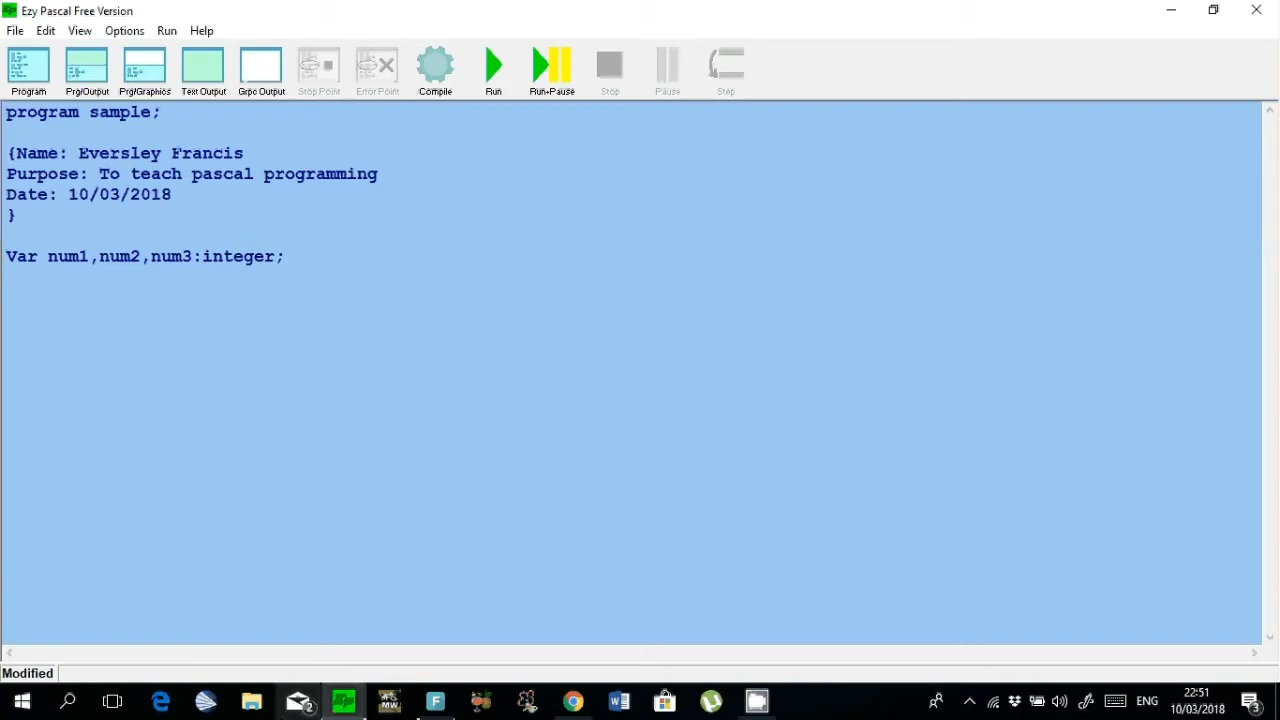 Ezy Pascal Free Version
File Edit View Options Run Help
Program Prg/Output Prg/Graphics Text Output Grpc Output Stop Point Error Point Compile Run Run+Pause Stop Pause Step
program sample;
{Name: Eversley Francis
Purpose: To teach pascal programming
Date: 10/03/2018
}
Var num1,num2,num3:integer;
Modified
22:51
ENG
10/03/2018